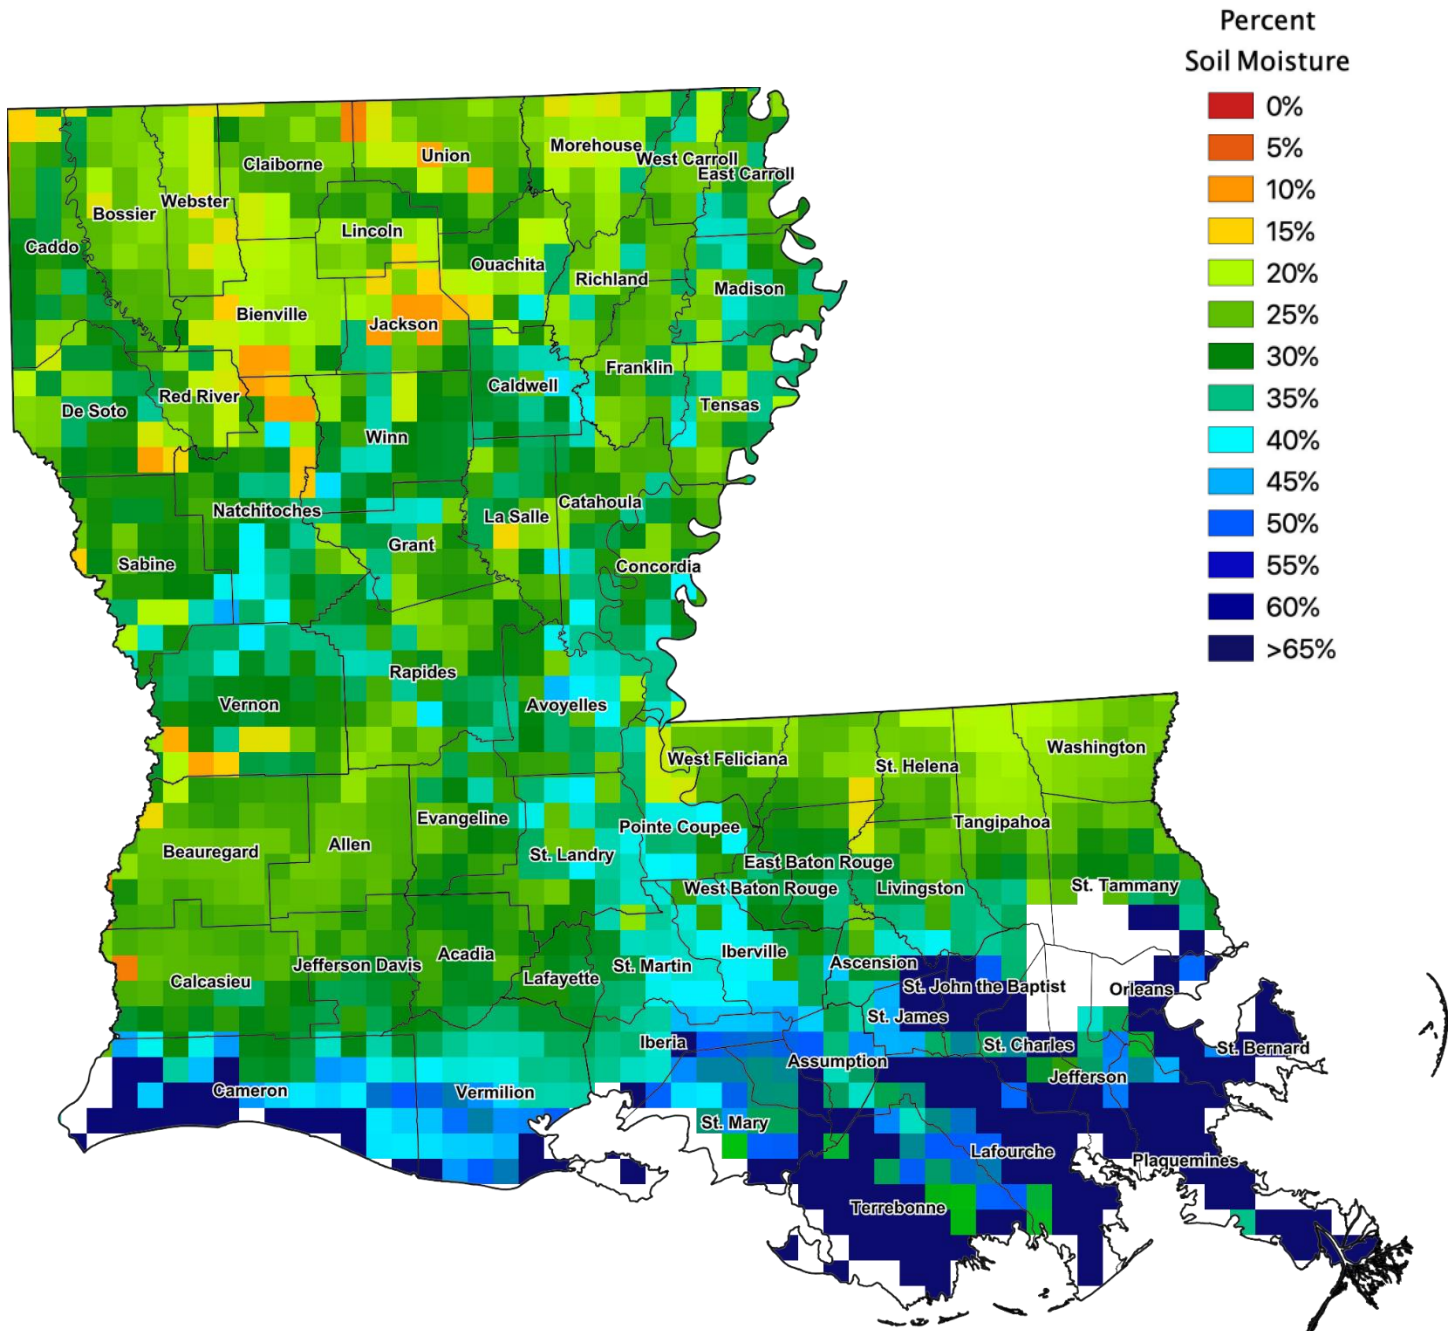 Percent
Soil Moisture
0%
5%
10%
15%
20%
25%
30%
35%
40%
45%
50%
55%
60%
>65%
Claiborne
Union
Morehouse
West Carroll
East Carroll
Webster
Bossier
Caddo
Lincoln
Ouachita
Richland
Madison
Bienville
Jackson
Franklin
Caldwell
Red River
De Soto
Tensas
Winn
Natchitoches
Catahoula
La Salle
Grant
Sabine
Concordia
Rapides
Vernon
Avoyelles
West Feliciana
St. Helena
Washington
Evangeline
Pointe Coupee
Tangipahoa
Beauregard
Allen
St. Landry
East Baton Rouge
West Baton Rouge
Livingston
St. Tammany
Acadia
Iberville
Jefferson Davis
St. Martin
Ascension
Calcasieu
Lafayette
St. John the Baptist
Orleans
St. James
Iberia
St. Charles
St. Bernard
Assumption
Jefferson
Cameron
Vermilion
St. Mary
Lafourche
Plaquemines
Terrebonne